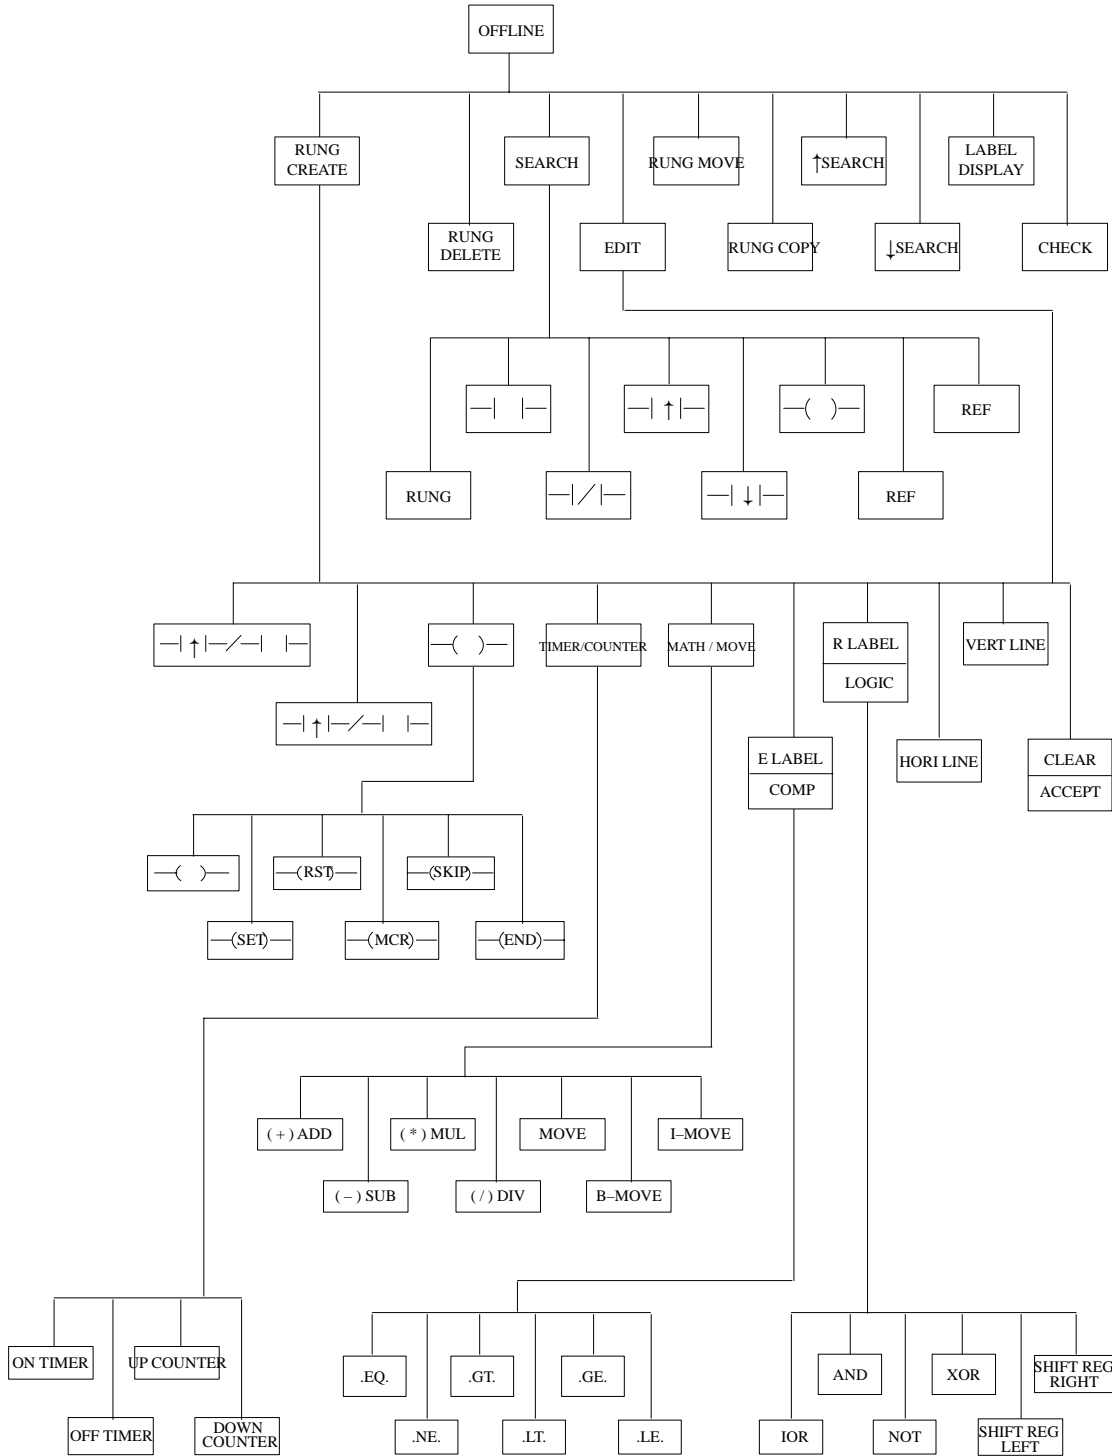 OFFLINE
RUNG
CREATE
SEARCH
RUNG MOVE
↑SEARCH
LABEL
DISPLAY
RUNG
DELETE
EDIT
RUNG COPY
↓SEARCH
CHECK
—| |—
—|↑|—
—( )—
REF
RUNG
—|/|—
—|↓|—
REF
—|↑|—/—| |—
—( )—
TIMER/COUNTER
MATH / MOVE
R LABEL
LOGIC
VERT LINE
—|↑|—/—| |—
E LABEL
COMP
HORI LINE
CLEAR
ACCEPT
—( )—
—(RST)—
—(SKIP)—
—(SET)—
—(MCR)—
—(END)—
( + ) ADD
( * ) MUL
MOVE
I–MOVE
( – ) SUB
( / ) DIV
B–MOVE
ON TIMER
UP COUNTER
.EQ.
.GT.
.GE.
AND
XOR
SHIFT REG
RIGHT
OFF TIMER
DOWN
COUNTER
.NE.
.LT.
.LE.
IOR
NOT
SHIFT REG
LEFT